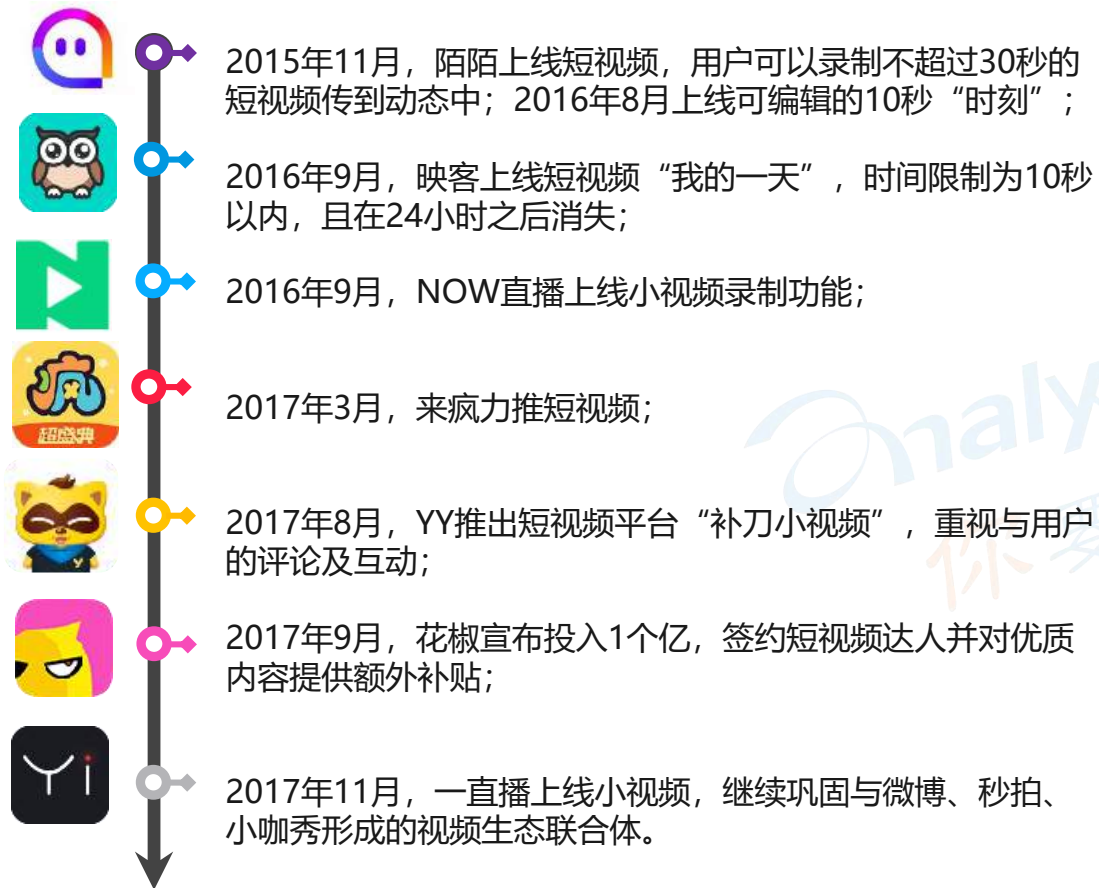 2015年11月，陌陌上线短视频，用户可以录制不超过30秒的
短视频传到动态中；2016年8月上线可编辑的10秒“时刻”；
2016年9月，映客上线短视频“我的一天”，时间限制为10秒
以内，且在24小时之后消失；
2016年9月，NOW直播上线小视频录制功能；
疯
超盛典
2017年3月，来疯力推短视频；
naly
2017年8月，YY推出短视频平台“补刀小视频”，重视与用户
的评论及互动；
你要
2017年9月，花椒宣布投入1个亿，签约短视频达人并对优质
内容提供额外补贴；
Yi
2017年11月，一直播上线小视频，继续巩固与微博、秒拍、
小咖秀形成的视频生态联合体。